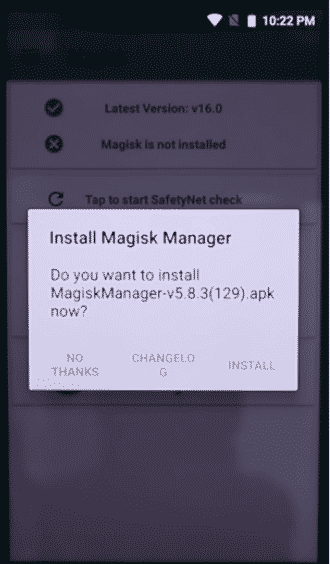 10:22 PM
Latest Version: v16.0
Magisk is not installed
Tap to start SafetyNet check
Install Magisk Manager
Do you want to install
MagiskManager-v5.8.3(129).apk
now?
NO
THANKS
CHANGELO
G
INSTALL